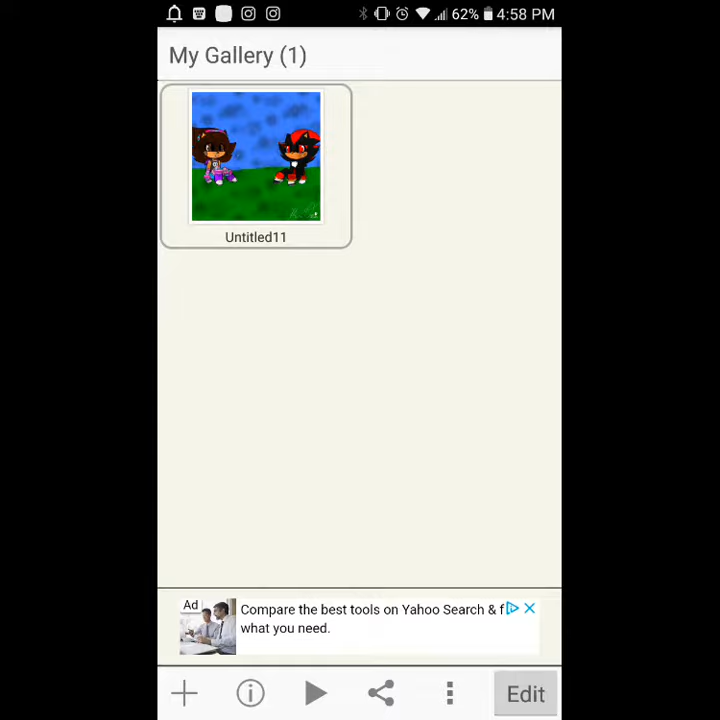 62% 4:58 PM
My Gallery (1)
Untitled11
Ad
Compare the best tools on Yahoo Search & f
what you need.
Edit